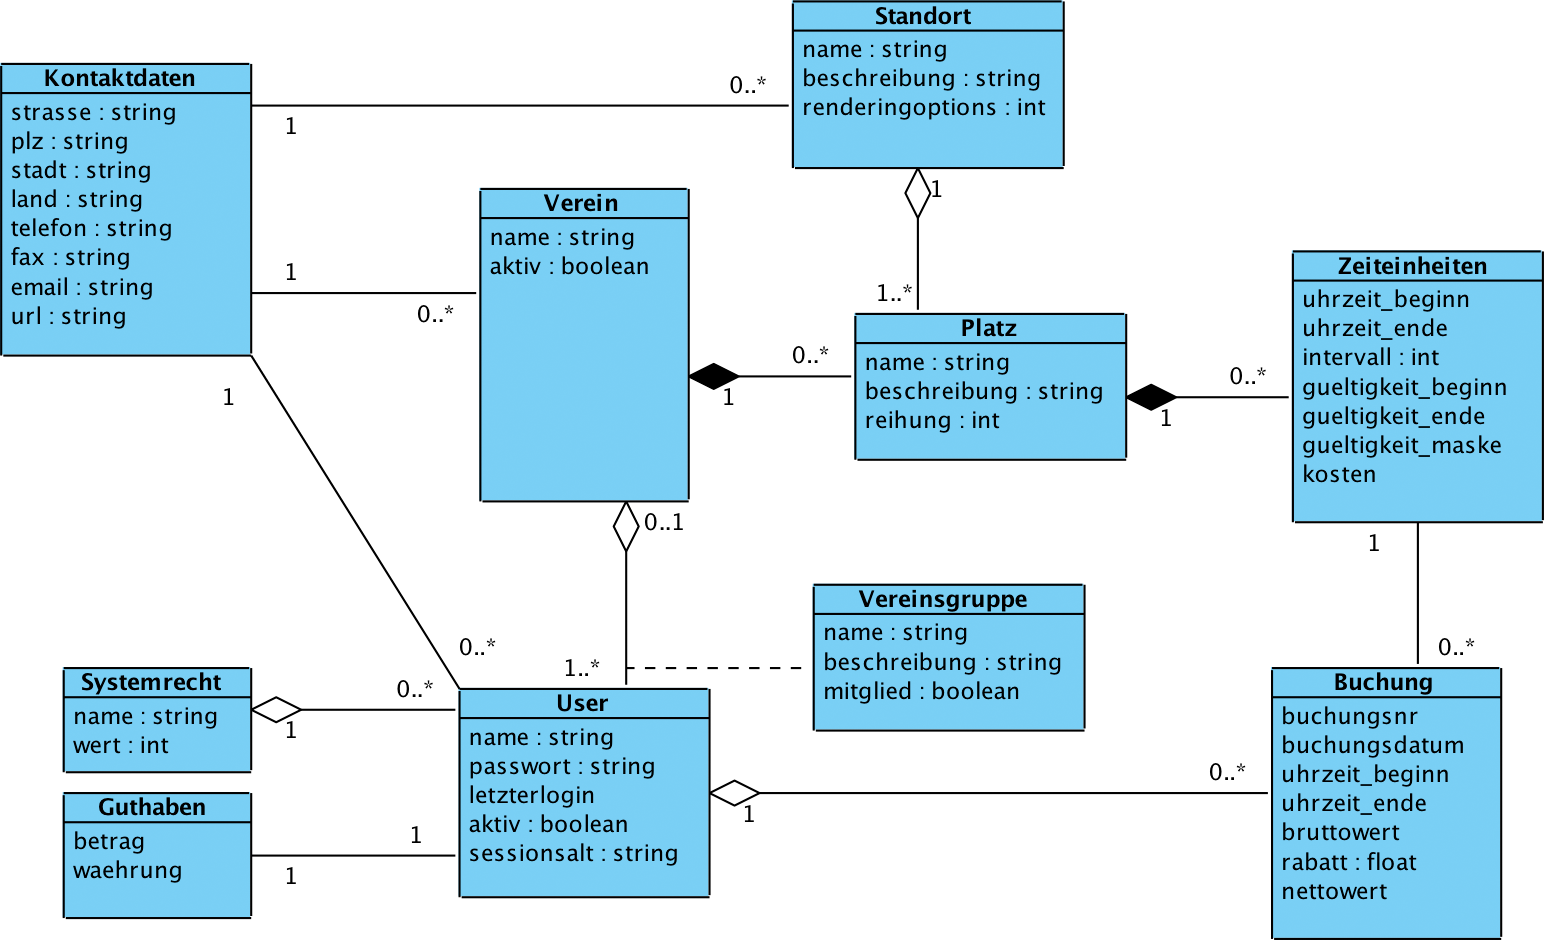 Standort
name : string
beschreibung : string
renderingoptions : int
Kontaktdaten
strasse : string
plz : string
stadt : string
land : string
telefon : string
fax : string
email : string
url : string
0..*
1
1
Verein
name : string
aktiv : boolean
1
0..*
1..*
Zeiteinheiten
uhrzeit_beginn
uhrzeit_ende
intervall : int
gueltigkeit_beginn
gueltigkeit_ende
gueltigkeit_maske
kosten
Platz
name : string
beschreibung : string
reihung : int
0..*
1
0..*
1
1
0..1
1
Vereinsgruppe
name : string
beschreibung : string
mitglied : boolean
0..*
1..*
0..*
Systemrecht
name : string
wert : int
0..*
1
User
name : string
passwort : string
letzterlogin
aktiv : boolean
sessionsalt : string
Buchung
buchungsnr
buchungsdatum
uhrzeit_beginn
uhrzeit_ende
bruttowert
rabatt : float
nettowert
0..*
1
Guthaben
betrag
waehrung
1
1